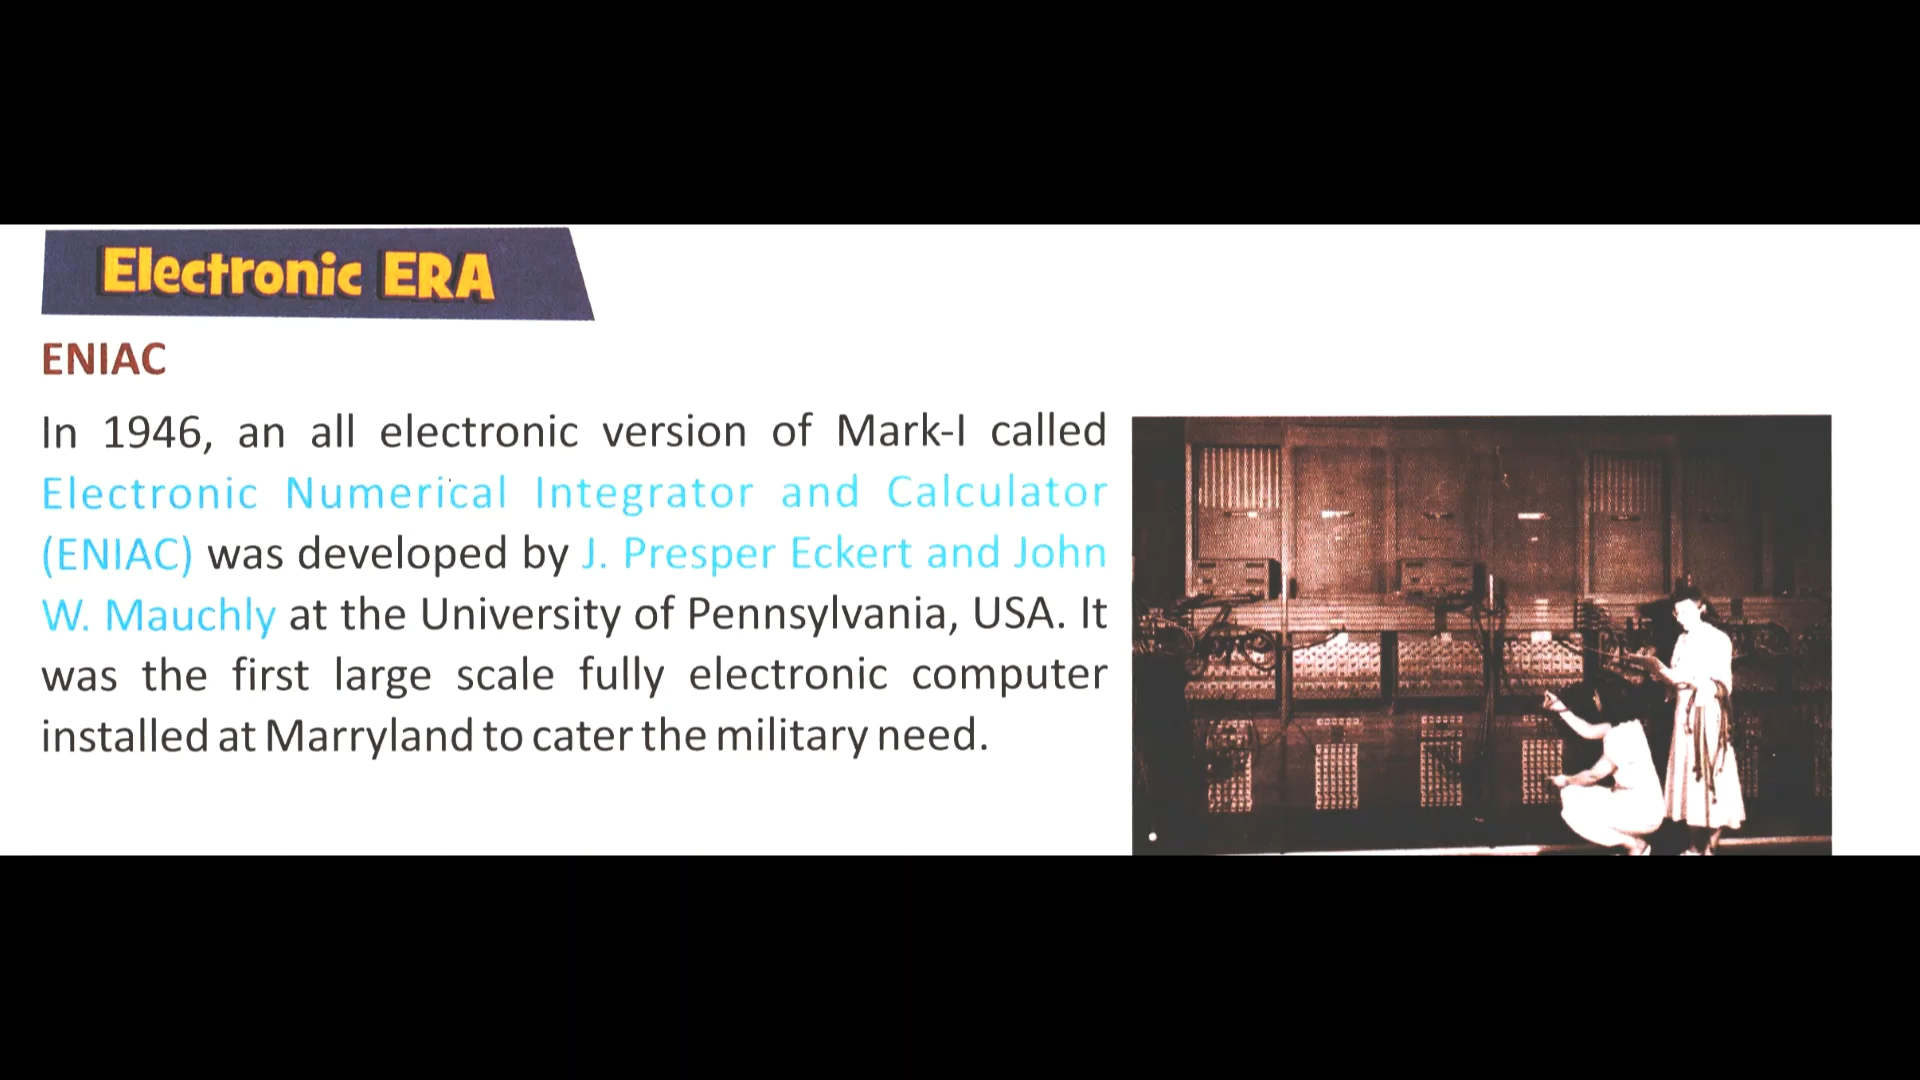 Electronic ERA
ENIAC
In 1946, an all electronic version of Mark-I called
Electronic Numerical Integrator and Calculator
(ENIAC) was developed by J. Presper Eckert and John
W. Mauchly at the University of Pennsylvania, USA. It
was the first large scale fully electronic computer
installed at Marryland to cater the military need.